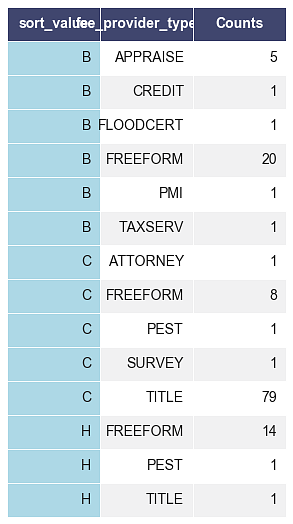 sort_value fee_provider_type Counts
B APPRAISE 5
B CREDIT 1
B FLOODCERT 1
B FREEFORM 20
B PMI 1
B TAXSERV 1
C ATTORNEY 1
C FREEFORM 8
C PEST 1
C SURVEY 1
C TITLE 79
H FREEFORM 14
H PEST 1
H TITLE 1